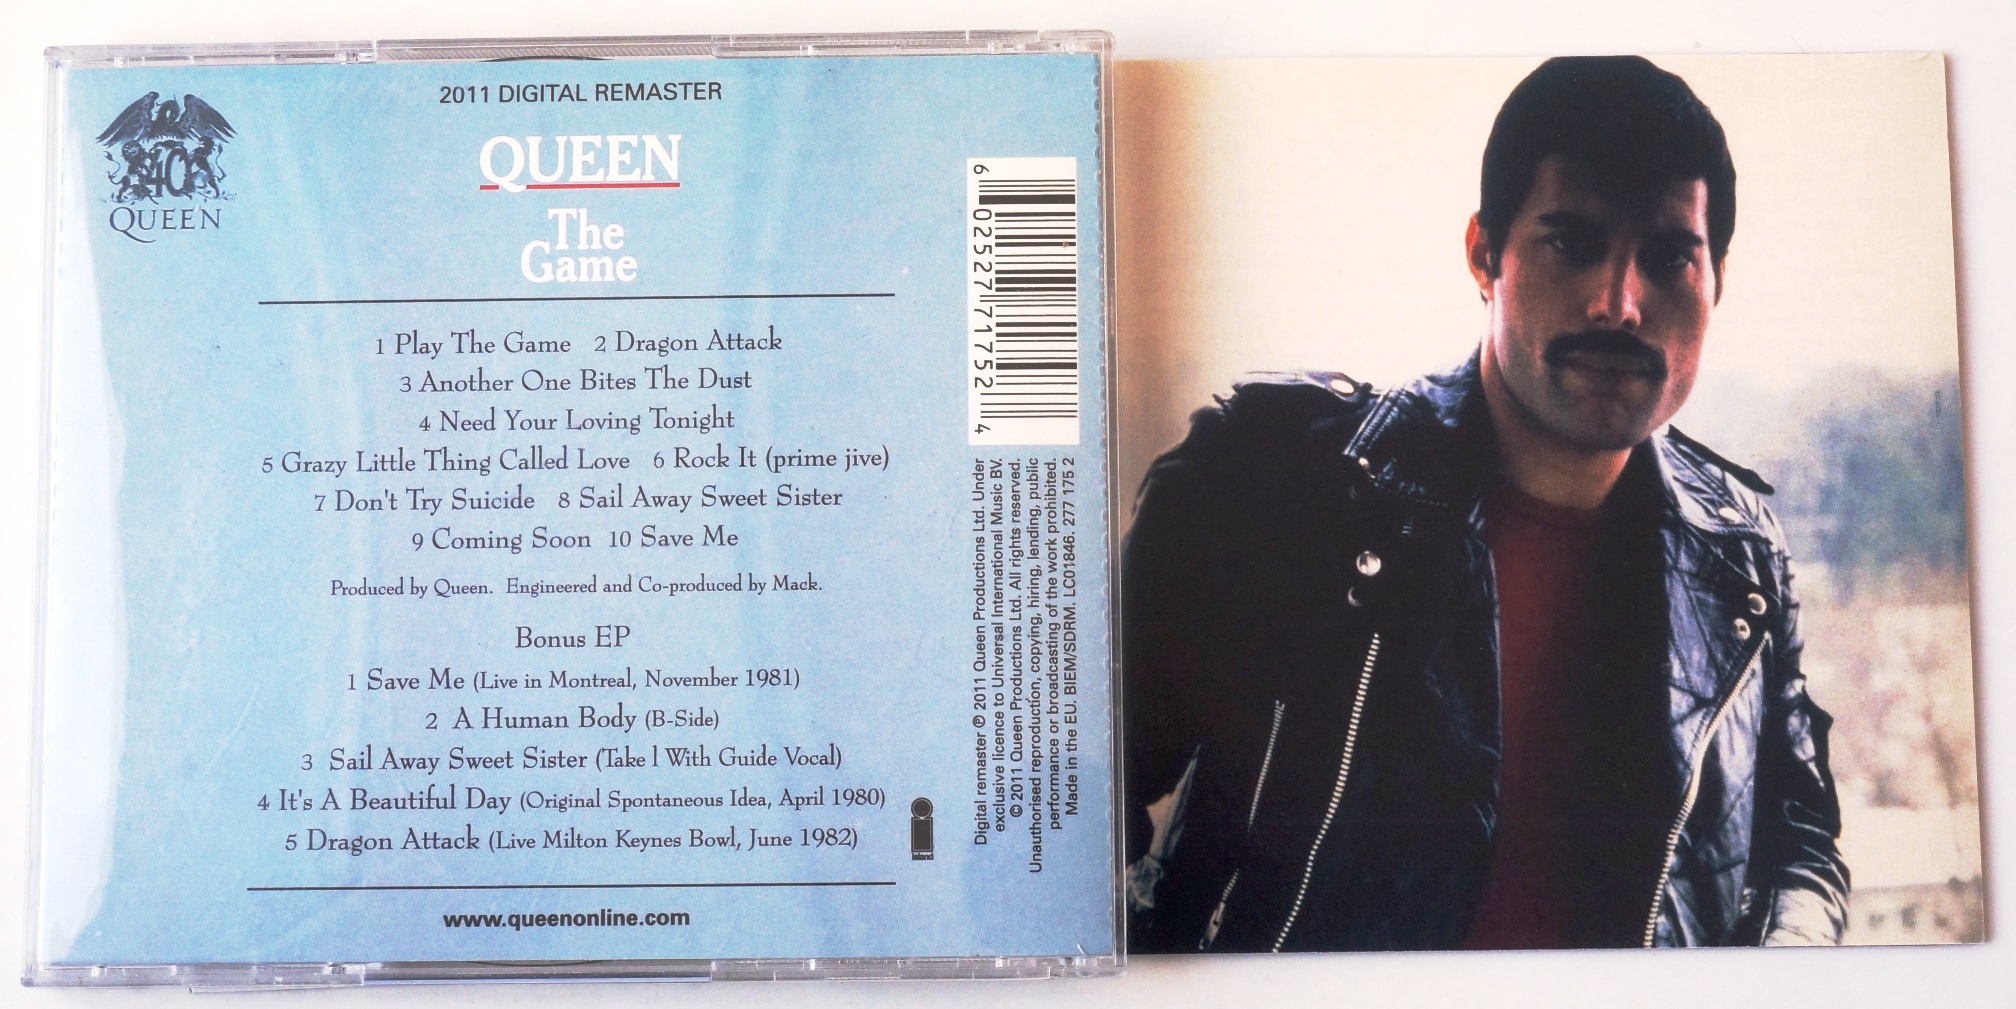 2011 DIGITAL REMASTER
40
QUEEN
QUEEN
The
Game
1 Play The Game 2 Dragon Attack
3 Another One Bites The Dust
4 Need Your Loving Tonight
5 Grazy Little Thing Called Love 6 Rock It (prime jive)
7 Don't Try Suicide 8 Sail Away Sweet Sister
9 Coming Soon 10 Save Me
Produced by Queen. Engineered and Co-produced by Mack.
Bonus EP
1 Save Me (Live in Montreal, November 1981)
2 A Human Body (B-Side)
3 Sail Away Sweet Sister (Take 1 With Guide Vocal)
4 It's A Beautiful Day (Original Spontaneous Idea, April 1980)
5 Dragon Attack (Live Milton Keynes Bowl, June 1982)
www.queenonline.com
6 02527 71752 4
Digital remaster ℗ 2011 Queen Productions Ltd. Under
exclusive licence to Universal International Music BV.
© 2011 Queen Productions Ltd. All rights reserved.
Unauthorised reproduction, copying, hiring, lending, public
performance or broadcasting of the work prohibited.
Made in the EU. BIEM/SDRM. LC01846. 277 175 2